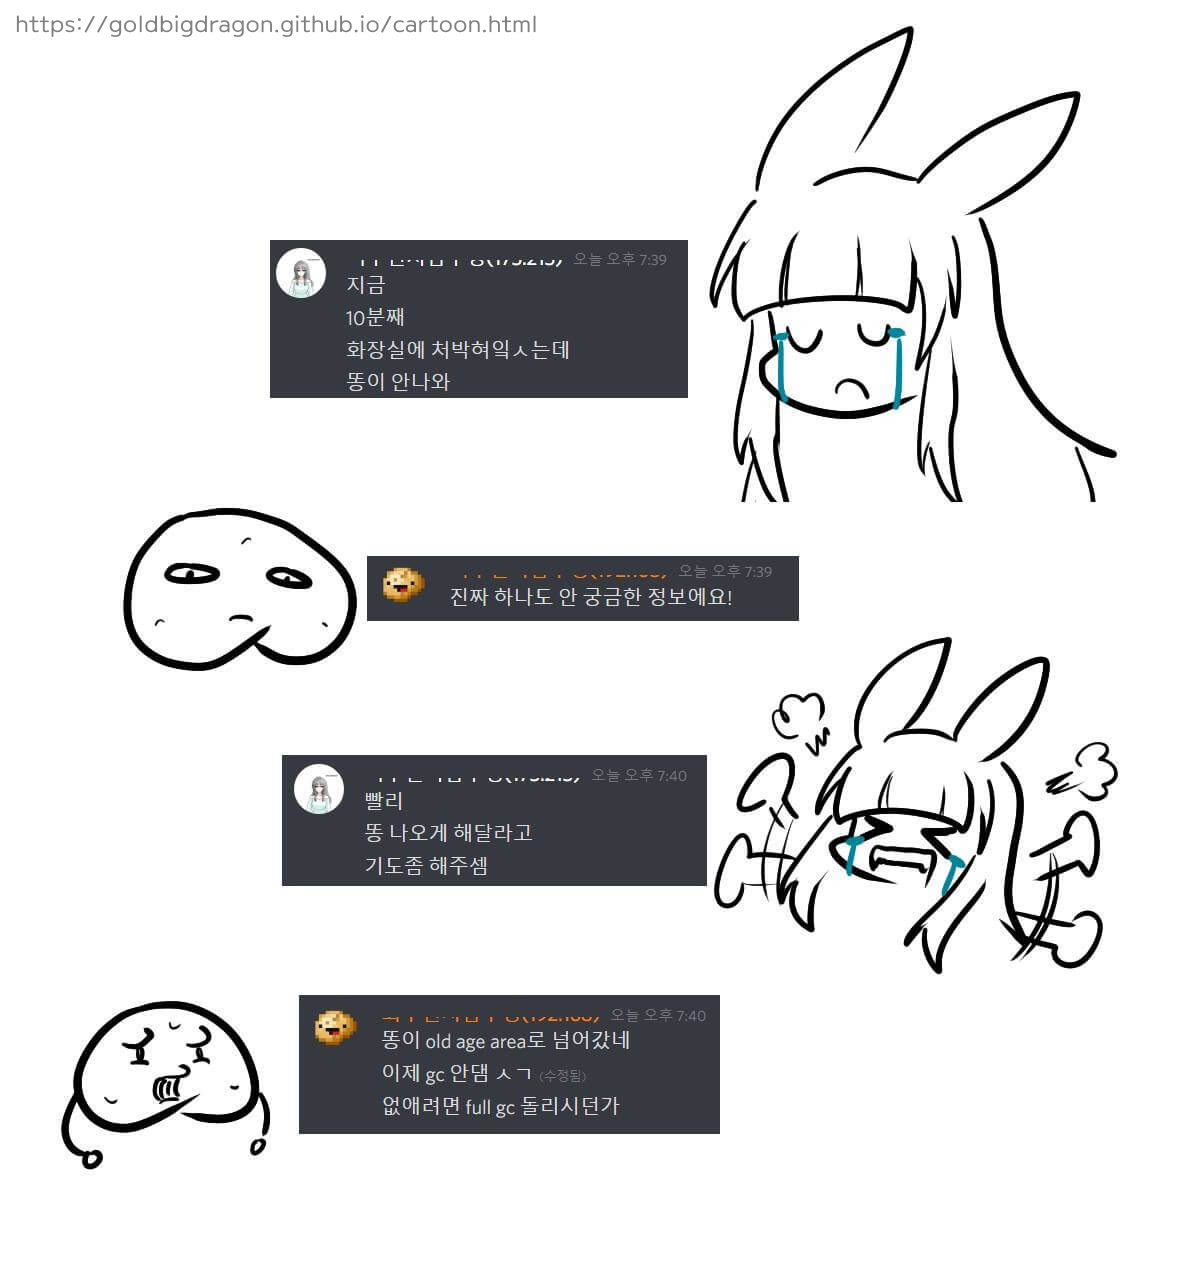 https://goldbigdragon.github.io/cartoon.html
오늘 오후 7:39
지금
10분째
화장실에 처박혀잌ㅅ는데
똥이 안나와
오늘 오후 7:39
진짜 하나도 안 궁금한 정보에요!
오늘 오후 7:40
빨리
똥 나오게 해달라고
기도좀 해주셈
오늘 오후 7:40
똥이 old age area로 넘어갔네
이제 gc 안댐 ㅅㄱ (수정됨)
없애려면 full gc 돌리시던가